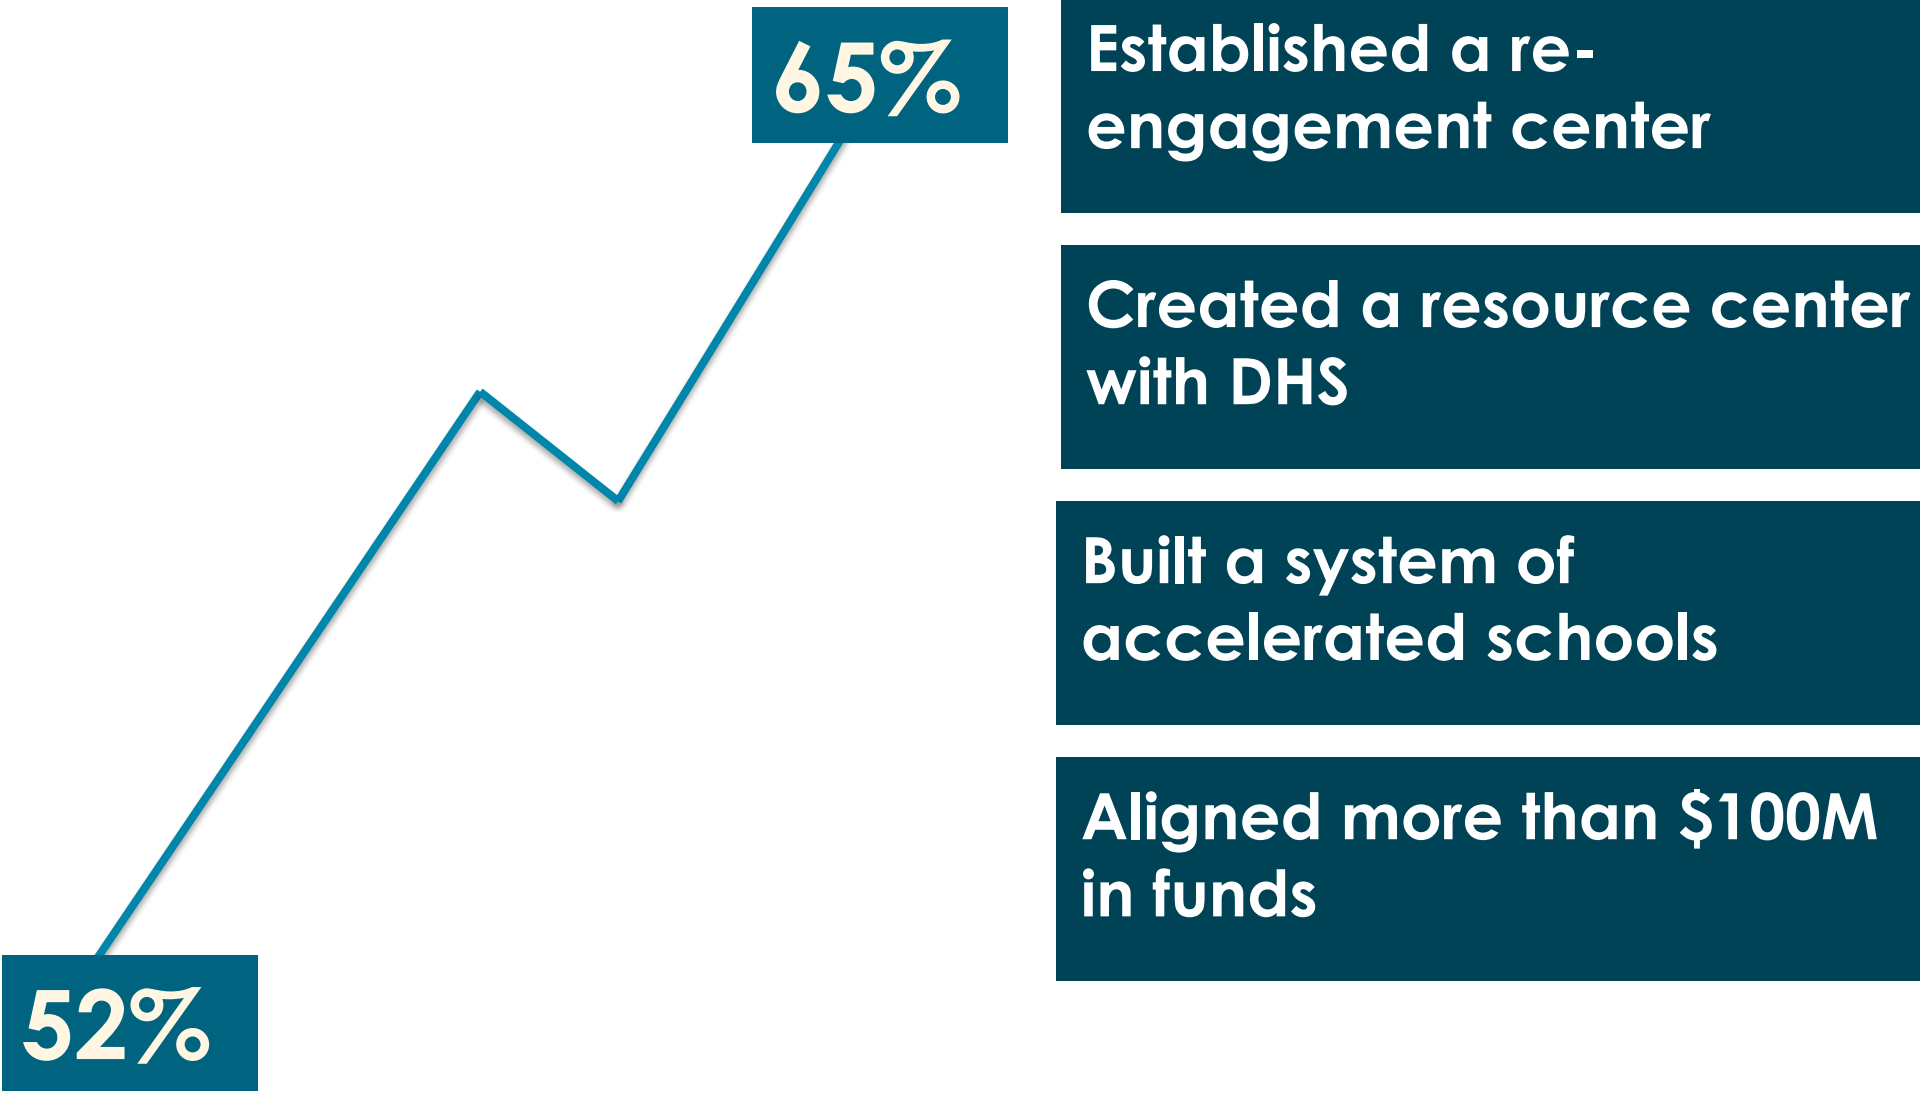 65%
52%
Established a re-
engagement center
Created a resource center
with DHS
Built a system of
accelerated schools
Aligned more than $100M
in funds